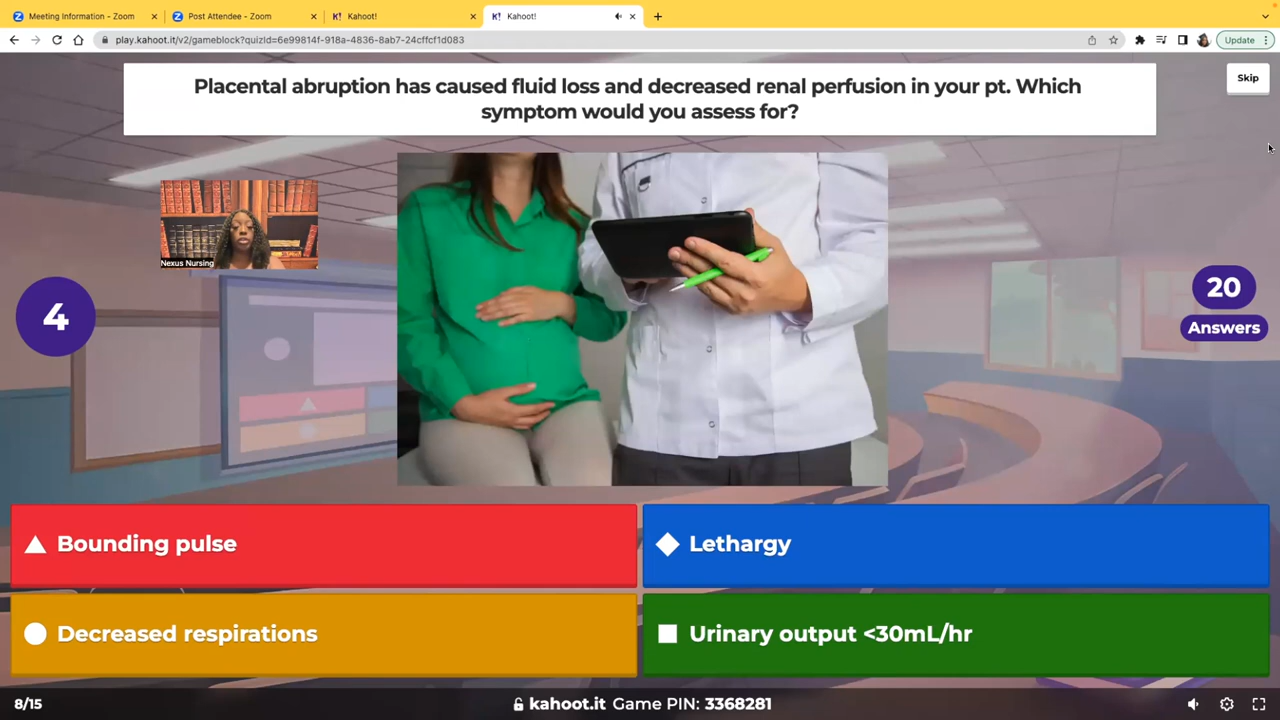 Meeting Information - Zoom
Post Attendee - Zoom
Kahoot!
Kahoot!
play.kahoot.it/v2/gameblock?quizId=6e99814f-918a-4836-8ab7-24cffcf1d083
Update
Placental abruption has caused fluid loss and decreased renal perfusion in your pt. Which
symptom would you assess for?
Skip
Nexus Nursing
4
20
Answers
Bounding pulse
Lethargy
Decreased respirations
Urinary output <30mL/hr
8/15
kahoot.it Game PIN: 3368281